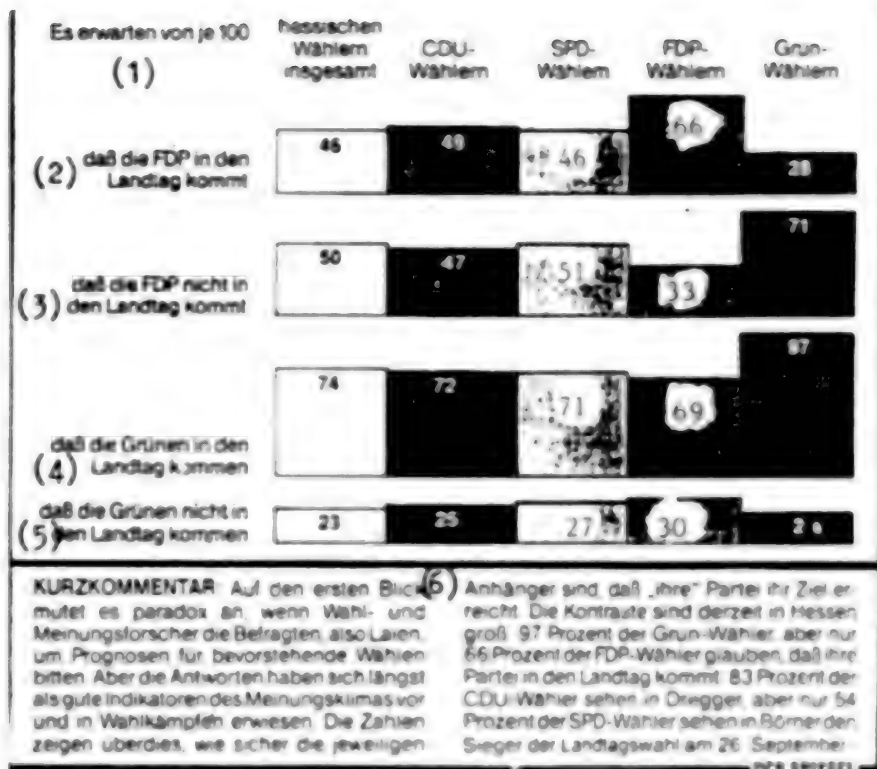 Es erwarten von je 100
(1)
hessischen Wählern insgesamt
CDU-Wählern
SPD-Wählern
FDP-Wählern
Grün-Wählern
(2) daß die FDP in den
Landtag kommt
46 49 46 66 28
(3) daß die FDP nicht in
den Landtag kommt
50 47 51 33 71
(4) daß die Grünen in den
Landtag kommen
74 72 71 69 97
(5) daß die Grünen nicht in
den Landtag kommen
23 25 27 30 2
(6)
KURZKOMMENTAR: Auf den ersten Blick
mutet es paradox an, wenn Wahl- und
Meinungsforscher die Befragten, also Laien,
um Prognosen für bevorstehende Wahlen
bitten. Aber die Antworten haben sich längst
als gute Indikatoren des Meinungsklimas vor
und in Wahlkämpfen erwiesen. Die Zahlen
zeigen überdies, wie sicher die jeweiligen
Anhänger sind, daß „ihre" Partei ihr Ziel er-
reicht. Die Kontraste sind derzeit in Hessen
groß: 97 Prozent der Grün-Wähler, aber nur
66 Prozent der FDP-Wähler glauben, daß ihre
Partei in den Landtag kommt. 83 Prozent der
CDU-Wähler sehen in Dregger, aber nur 54
Prozent der SPD-Wähler sehen in Börner den
Sieger der Landtagswahl am 26. September.
DER SPIEGEL